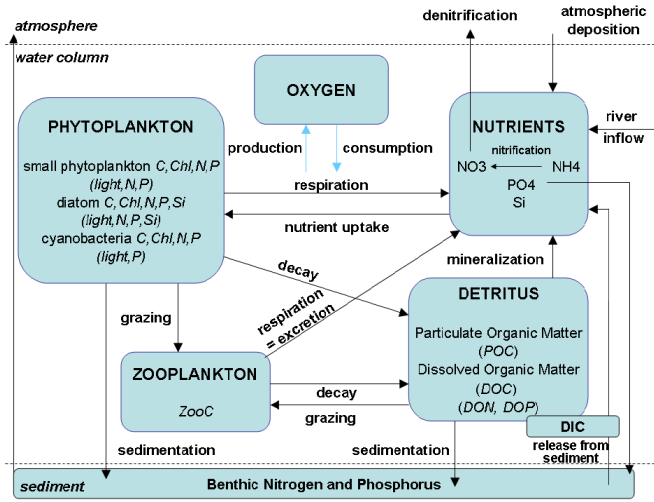 atmosphere
water column
denitrification
atmospheric
deposition
OXYGEN
PHYTOPLANKTON
small phytoplankton C,Chl,N,P
(light,N,P)
diatom C,Chl,N,P,Si
(light,N,P,Si)
cyanobacteria C,Chl,N,P
(light,P)
production
consumption
NUTRIENTS
nitrification
NO3
NH4
PO4
Si
river
inflow
respiration
nutrient uptake
decay
respiration
= excretion
mineralization
grazing
DETRITUS
Particulate Organic Matter
(POC)
Dissolved Organic Matter
(DOC)
(DON, DOP)
ZOOPLANKTON
ZooC
decay
grazing
DIC
release from
sediment
sedimentation
sedimentation
sediment
Benthic Nitrogen and Phosphorus